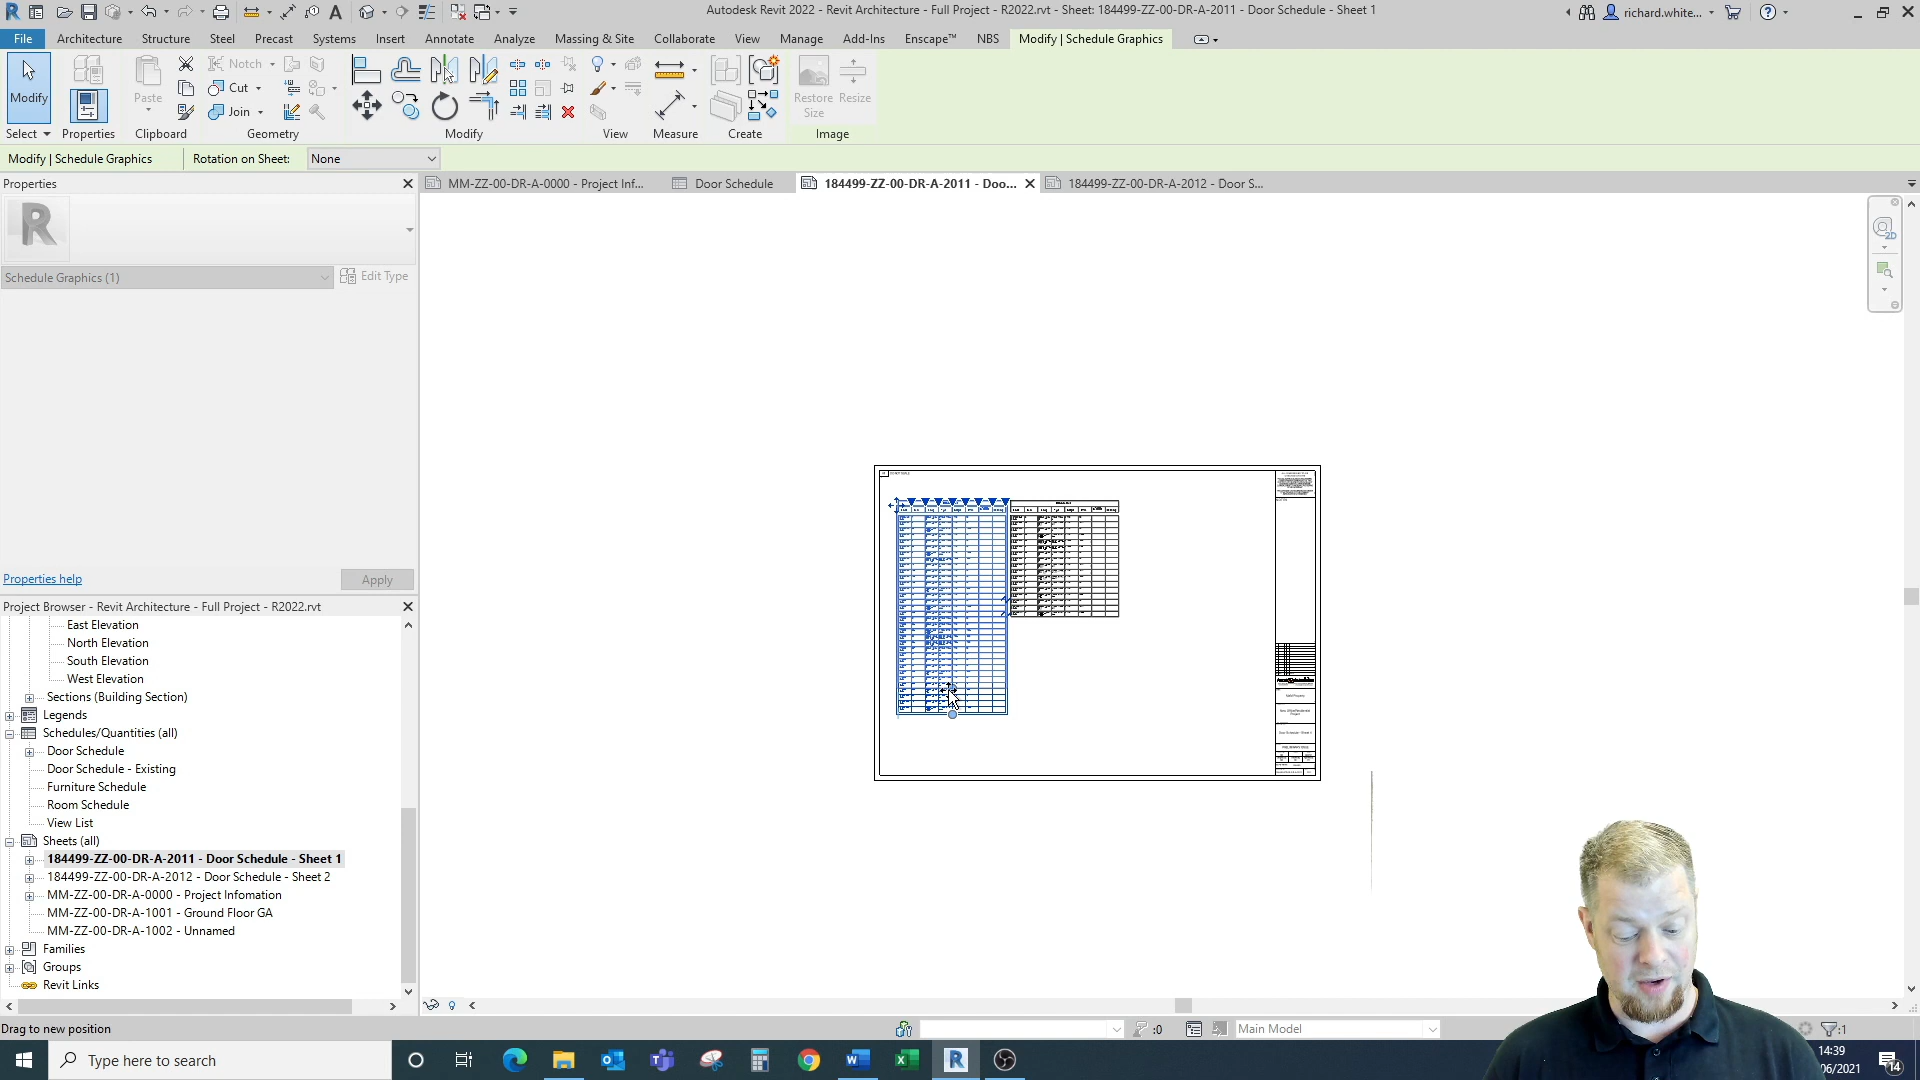 Autodesk Revit 2022 - Revit Architecture - Full Project - R2022.rvt - Sheet: 184499-ZZ-00-DR-A-2011 - Door Schedule - Sheet 1
richard.white...
File Architecture Structure Steel Precast Systems Insert Annotate Analyze Massing & Site Collaborate View Manage Add-Ins Enscape™ NBS Modify | Schedule Graphics
Modify
Paste
Notch
Cut
Join
Restore Size
Resize
Select Properties Clipboard Geometry Modify View Measure Create Image
Modify | Schedule Graphics Rotation on Sheet: None
Properties
MM-ZZ-00-DR-A-0000 - Project Inf... Door Schedule 184499-ZZ-00-DR-A-2011 - Doo... 184499-ZZ-00-DR-A-2012 - Door S...
2D
Schedule Graphics (1) Edit Type
Properties help Apply
Project Browser - Revit Architecture - Full Project - R2022.rvt
East Elevation
North Elevation
South Elevation
West Elevation
Sections (Building Section)
Legends
Schedules/Quantities (all)
Door Schedule
Door Schedule - Existing
Furniture Schedule
Room Schedule
View List
Sheets (all)
184499-ZZ-00-DR-A-2011 - Door Schedule - Sheet 1
184499-ZZ-00-DR-A-2012 - Door Schedule - Sheet 2
MM-ZZ-00-DR-A-0000 - Project Infomation
MM-ZZ-00-DR-A-1001 - Ground Floor GA
MM-ZZ-00-DR-A-1002 - Unnamed
Families
Groups
Revit Links
Drag to new position
:0
Main Model
:1
Type here to search
14:39
06/2021
14